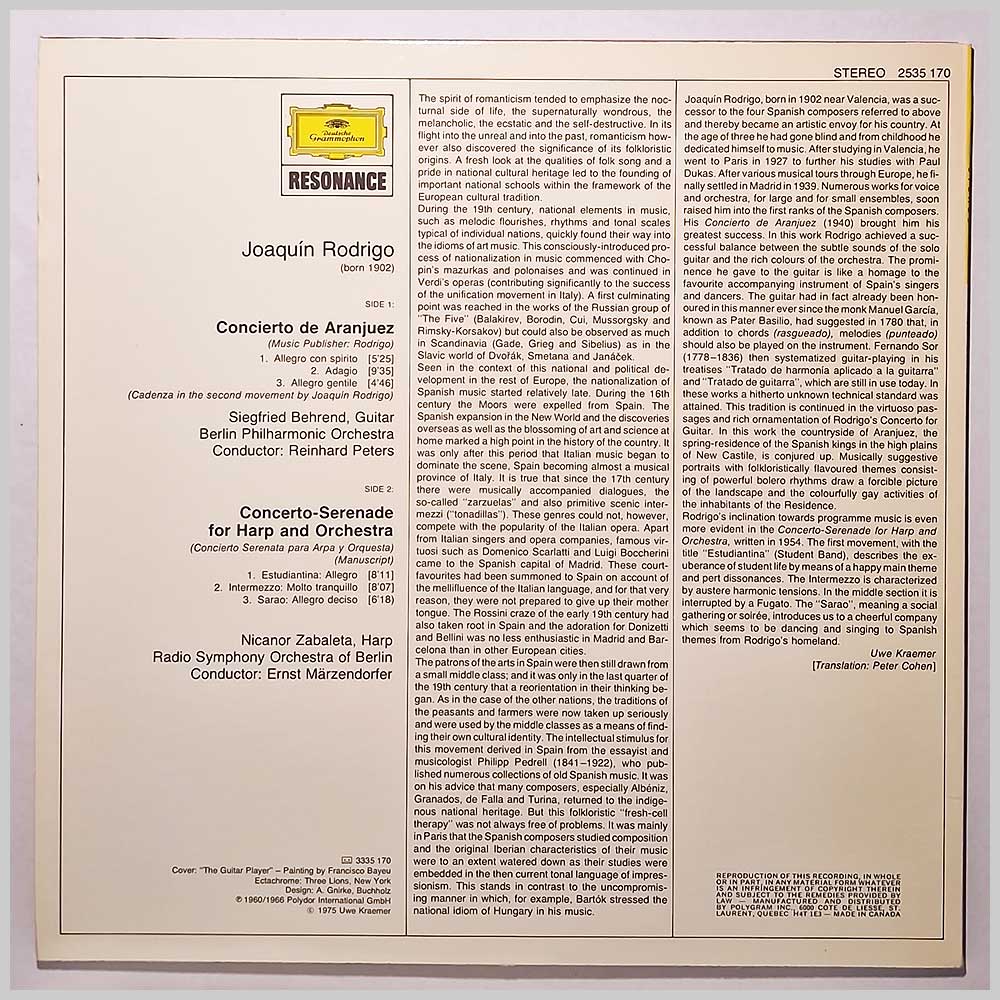 STEREO 2535 170
Deutsche
Grammophon
RESONANCE
Joaquín Rodrigo
(born 1902)
SIDE 1:
Concierto de Aranjuez
(Music Publisher: Rodrigo)
1. Allegro con spirito [5'25]
2. Adagio [9'35]
3. Allegro gentile [4'46]
(Cadenza in the second movement by Joaquin Rodrigo)
Siegfried Behrend, Guitar
Berlin Philharmonic Orchestra
Conductor: Reinhard Peters
SIDE 2:
Concerto-Serenade
for Harp and Orchestra
(Concierto Serenata para Arpa y Orquesta)
(Manuscript)
1. Estudiantina: Allegro [8'11]
2. Intermezzo: Molto tranquillo [8'07]
3. Sarao: Allegro deciso [6'18]
Nicanor Zabaleta, Harp
Radio Symphony Orchestra of Berlin
Conductor: Ernst Märzendorfer
3335 170
Cover: "The Guitar Player" – Painting by Francisco Bayeu
Ectachrome: Three Lions, New York
Design: A. Gnirke, Buchholz
℗ 1960/1966 Polydor International GmbH
© 1975 Uwe Kraemer
The spirit of romanticism tended to emphasize the noc-
turnal side of life, the supernaturally wondrous, the
melancholic, the ecstatic and the self-destructive. In its
flight into the unreal and into the past, romanticism how-
ever also discovered the significance of its folkloristic
origins. A fresh look at the qualities of folk song and a
pride in national cultural heritage led to the founding of
important national schools within the framework of the
European cultural tradition.
During the 19th century, national elements in music,
such as melodic flourishes, rhythms and tonal scales
typical of individual nations, quickly found their way into
the idioms of art music. This consciously-introduced pro-
cess of nationalization in music commenced with Cho-
pin's mazurkas and polonaises and was continued in
Verdi's operas (contributing significantly to the success
of the unification movement in Italy). A first culminating
point was reached in the works of the Russian group of
"The Five" (Balakirev, Borodin, Cui, Mussorgsky and
Rimsky-Korsakov) but could also be observed as much
in Scandinavia (Gade, Grieg and Sibelius) as in the
Slavic world of Dvořák, Smetana and Janáček.
Seen in the context of this national and political de-
velopment in the rest of Europe, the nationalization of
Spanish music started relatively late. During the 16th
century the Moors were expelled from Spain. The
Spanish expansion in the New World and the discoveries
overseas as well as the blossoming of art and science at
home marked a high point in the history of the country. It
was only after this period that Italian music began to
dominate the scene, Spain becoming almost a musical
province of Italy. It is true that since the 17th century
there were musically accompanied dialogues, the
so-called "zarzuelas" and also primitive scenic inter-
mezzi ("tonadillas"). These genres could not, however,
compete with the popularity of the Italian opera. Apart
from Italian singers and opera companies, famous vir-
tuosi such as Domenico Scarlatti and Luigi Boccherini
came to the Spanish capital of Madrid. These court-
favourites had been summoned to Spain on account of
the mellifluence of the Italian language, and for that very
reason, they were not prepared to give up their mother
tongue. The Rossini craze of the early 19th century had
also taken root in Spain and the adoration for Donizetti
and Bellini was no less enthusiastic in Madrid and Bar-
celona than in other European cities.
The patrons of the arts in Spain were then still drawn from
a small middle class; and it was only in the last quarter of
the 19th century that a reorientation in their thinking be-
gan. As in the case of the other nations, the traditions of
the peasants and farmers were now taken up seriously
and were used by the middle classes as a means of find-
ing their own cultural identity. The intellectual stimulus for
this movement derived in Spain from the essayist and
musicologist Philipp Pedrell (1841–1922), who pub-
lished numerous collections of old Spanish music. It was
on his advice that many composers, especially Albéniz,
Granados, de Falla and Turina, returned to the indige-
nous national heritage. But this folkloristic "fresh-cell
therapy" was not always free of problems. It was mainly
in Paris that the Spanish composers studied composition
and the original Iberian characteristics of their music
were to an extent watered down as their studies were
embedded in the then current tonal language of impres-
sionism. This stands in contrast to the uncompromis-
ing manner in which, for example, Bartók stressed the
national idiom of Hungary in his music.
Joaquín Rodrigo, born in 1902 near Valencia, was a suc-
cessor to the four Spanish composers referred to above
and thereby became an artistic envoy for his country. At
the age of three he had gone blind and from childhood he
dedicated himself to music. After studying in Valencia, he
went to Paris in 1927 to further his studies with Paul
Dukas. After various musical tours through Europe, he fi-
nally settled in Madrid in 1939. Numerous works for voice
and orchestra, for large and for small ensembles, soon
raised him into the first ranks of the Spanish composers.
His Concierto de Aranjuez (1940) brought him his
greatest success. In this work Rodrigo achieved a suc-
cessful balance between the subtle sounds of the solo
guitar and the rich colours of the orchestra. The promi-
nence he gave to the guitar is like a homage to the
favourite accompanying instrument of Spain's singers
and dancers. The guitar had in fact already been hon-
oured in this manner ever since the monk Manuel García,
known as Pater Basilio, had suggested in 1780 that, in
addition to chords (rasgueado), melodies (punteado)
should also be played on the instrument. Fernando Sor
(1778–1836) then systematized guitar-playing in his
treatises "Tratado de harmonía aplicado a la guitarra"
and "Tratado de guitarra", which are still in use today. In
these works a hitherto unknown technical standard was
attained. This tradition is continued in the virtuoso pas-
sages and rich ornamentation of Rodrigo's Concerto for
Guitar. In this work the countryside of Aranjuez, the
spring-residence of the Spanish kings in the high plains
of New Castile, is conjured up. Musically suggestive
portraits with folkloristically flavoured themes consist-
ing of powerful bolero rhythms draw a forcible picture
of the landscape and the colourfully gay activities of
the inhabitants of the Residence.
Rodrigo's inclination towards programme music is even
more evident in the Concerto-Serenade for Harp and
Orchestra, written in 1954. The first movement, with the
title "Estudiantina" (Student Band), describes the ex-
uberance of student life by means of a happy main theme
and pert dissonances. The Intermezzo is characterized
by austere harmonic tensions. In the middle section it is
interrupted by a Fugato. The "Sarao", meaning a social
gathering or soirée, introduces us to a cheerful company
which seems to be dancing and singing to Spanish
themes from Rodrigo's homeland.
Uwe Kraemer
[Translation: Peter Cohen]
REPRODUCTION OF THIS RECORDING, IN WHOLE
OR IN PART, IN ANY MATERIAL FORM WHATEVER
IS AN INFRINGEMENT OF COPYRIGHT THEREIN
AND SUBJECT TO THE REMEDIES PROVIDED BY
LAW — MANUFACTURED AND DISTRIBUTED
BY POLYGRAM INC., 6000 COTE DE LIESSE, ST.
LAURENT, QUEBEC H4T 1E3 — MADE IN CANADA